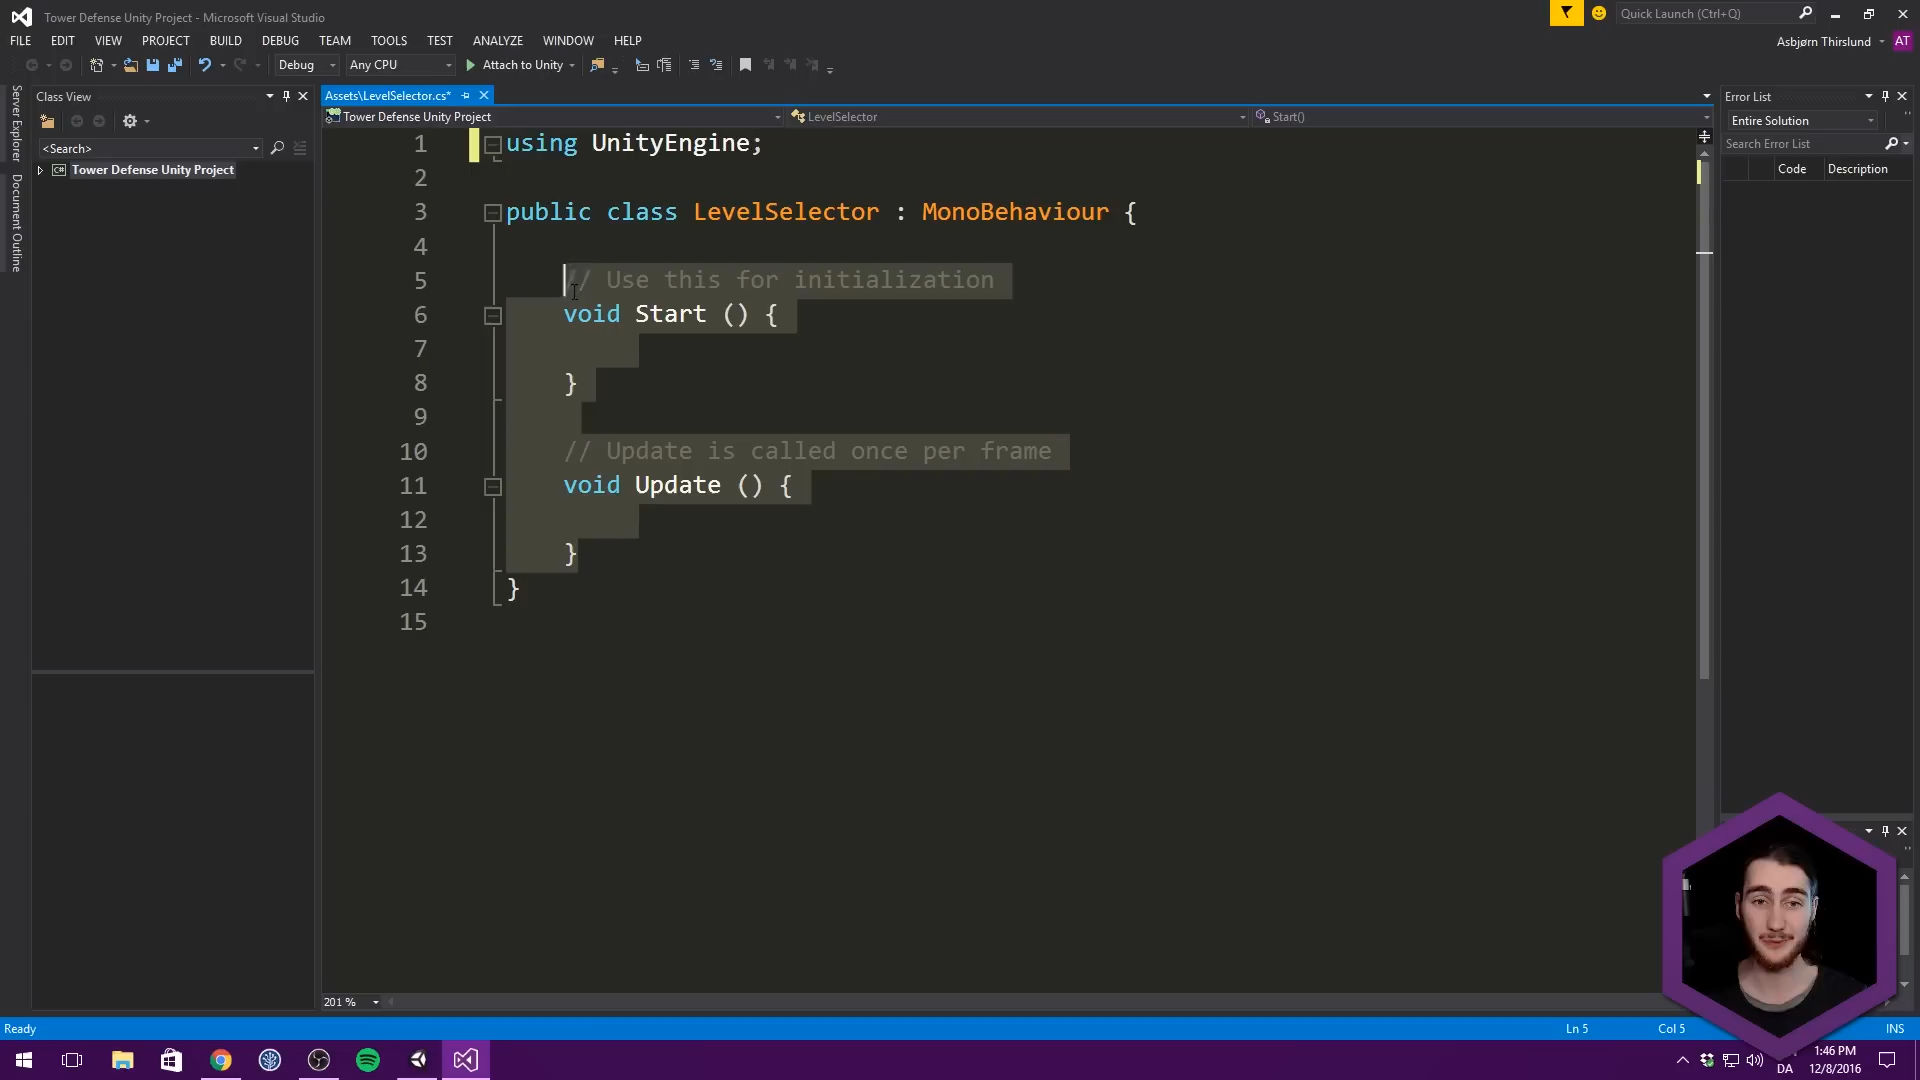 Tower Defense Unity Project - Microsoft Visual Studio
Quick Launch (Ctrl+Q)
FILE EDIT VIEW PROJECT BUILD DEBUG TEAM TOOLS TEST ANALYZE WINDOW HELP
Asbjørn Thirslund AT
Debug Any CPU Attach to Unity
Server Explorer
Document Outline
Class View
<Search>
C# Tower Defense Unity Project
Assets\LevelSelector.cs*
Tower Defense Unity Project LevelSelector Start()
1 using UnityEngine;
2
3 public class LevelSelector : MonoBehaviour {
4
5 // Use this for initialization
6 void Start () {
7
8 }
9
10 // Update is called once per frame
11 void Update () {
12
13 }
14 }
15
201 %
Error List
Entire Solution
Search Error List
Code Description
Ready Ln 5 Col 5 INS
1:46 PM
DA 12/8/2016